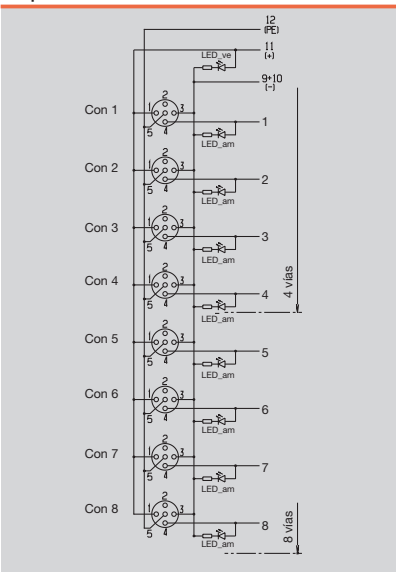 12
(PE)
11
(+)
LED_ve
9+10
(-)
Con 1
1 2 3
5 4
1
LED_am
Con 2
1 2 3
5 4
2
LED_am
Con 3
1 2 3
5 4
3
LED_am
Con 4
1 2 3
5 4
4
LED_am
4 vías
Con 5
1 2 3
5 4
5
LED_am
Con 6
1 2 3
5 4
6
LED_am
Con 7
1 2 3
5 4
7
LED_am
Con 8
1 2 3
5 4
8
LED_am
8 vías